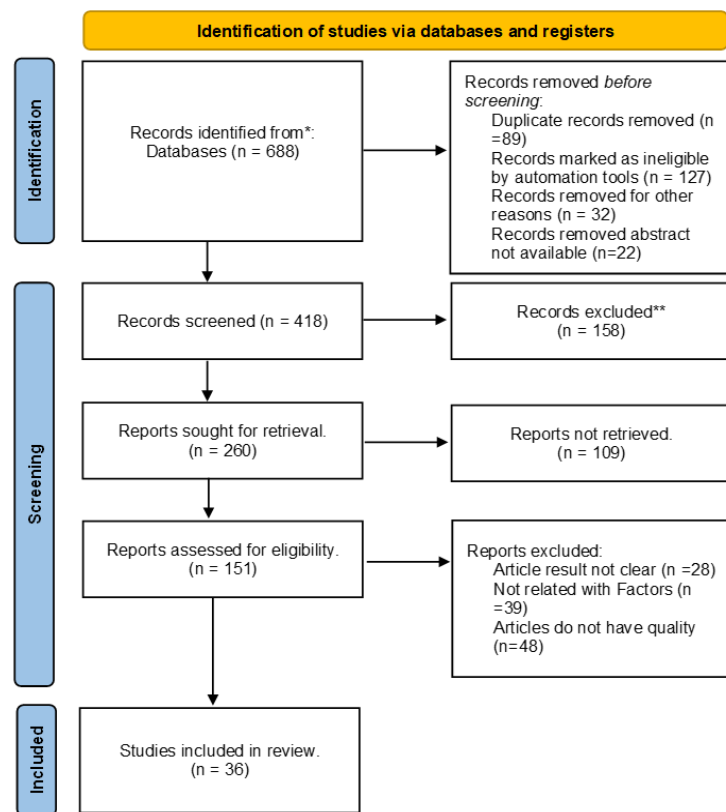 Identification of studies via databases and registers
Identification
Records identified from*:
Databases (n = 688)
Records removed before
screening:
Duplicate records removed (n
=89)
Records marked as ineligible
by automation tools (n = 127)
Records removed for other
reasons (n = 32)
Records removed abstract
not available (n=22)
Screening
Records screened (n = 418)
Records excluded**
(n = 158)
Reports sought for retrieval.
(n = 260)
Reports not retrieved.
(n = 109)
Reports assessed for eligibility.
(n = 151)
Reports excluded:
Article result not clear (n =28)
Not related with Factors (n
=39)
Articles do not have quality
(n=48)
Included
Studies included in review.
(n = 36)